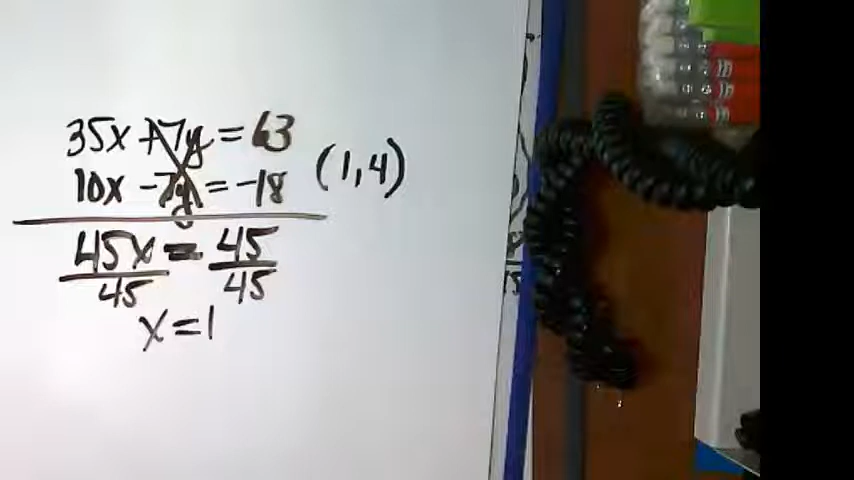 35x + 7y = 63
10x - 7y = -18 (1,4)
45x = 45
45 45
x = 1